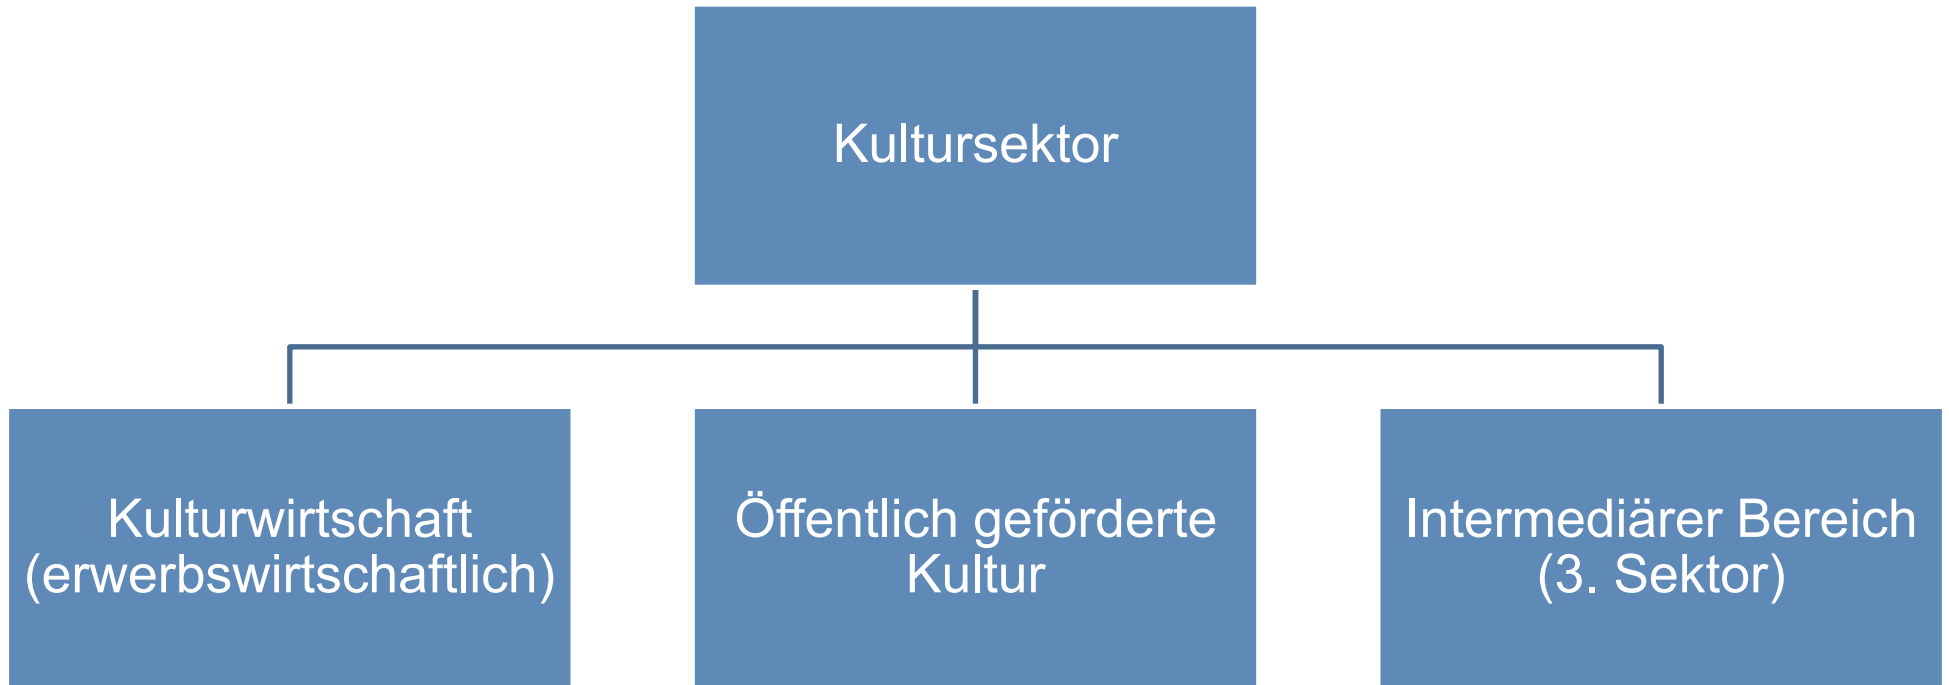 Kultursektor
Kulturwirtschaft
(erwerbswirtschaftlich)
Öffentlich geförderte
Kultur
Intermediärer Bereich
(3. Sektor)